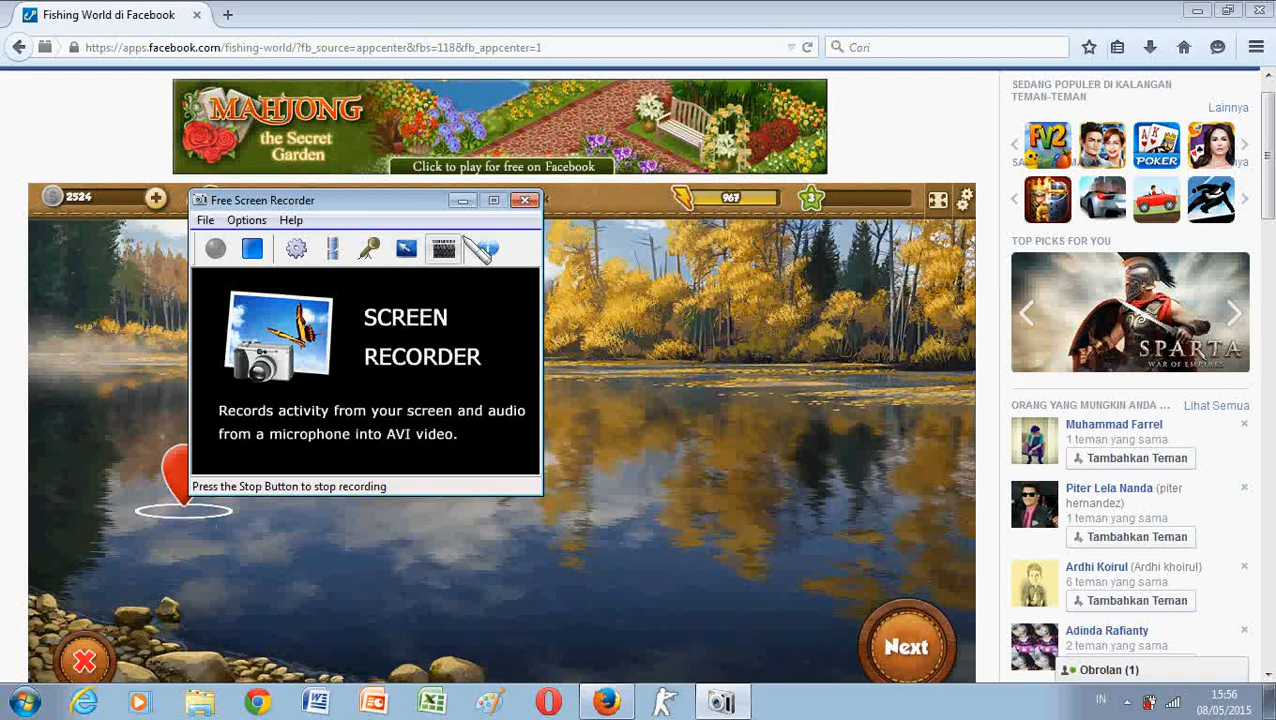 Fishing World di Facebook
https://apps.facebook.com/fishing-world/?fb_source=appcenter&fbs=118&fb_appcenter=1
Cari
MAHJONG
the Secret
Garden
Click to play for free on Facebook
2524
967
3
Free Screen Recorder
File Options Help
SCREEN
RECORDER
Records activity from your screen and audio
from a microphone into AVI video.
Press the Stop Button to stop recording
Next
SEDANG POPULER DI KALANGAN
TEMAN-TEMAN
Lainnya
FV2
POKER
TOP PICKS FOR YOU
SPARTA
WAR OF EMPIRES
ORANG YANG MUNGKIN ANDA ...
Lihat Semua
Muhammad Farrel
1 teman yang sama
Tambahkan Teman
Piter Lela Nanda (piter
hernandez)
1 teman yang sama
Tambahkan Teman
Ardhi Koirul (Ardhi khoirul)
6 teman yang sama
Tambahkan Teman
Adinda Rafianty
2 teman yang sama
Obrolan (1)
IN
15:56
08/05/2015